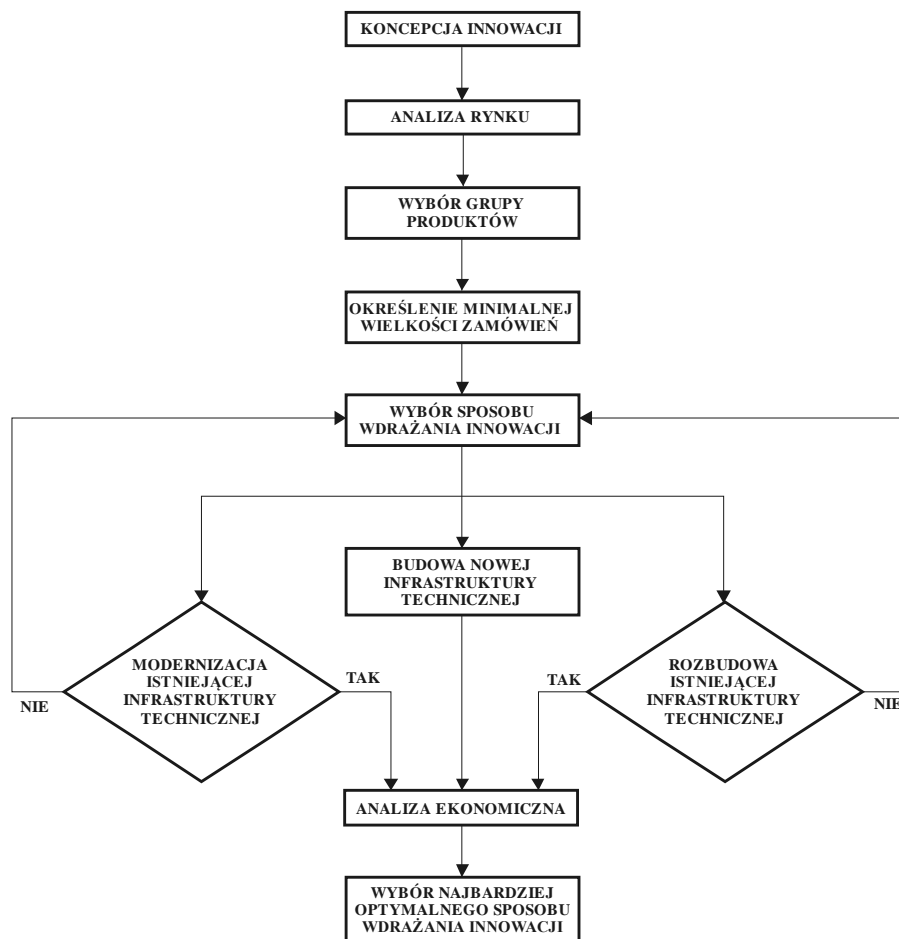 KONCEPCJA INNOWACJI
ANALIZA RYNKU
WYBÓR GRUPY
PRODUKTÓW
OKREŚLENIE MINIMALNEJ
WIELKOŚCI ZAMÓWIEŃ
WYBÓR SPOSOBU
WDRAŻANIA INNOWACJI
BUDOWA NOWEJ
INFRASTRUKTURY
TECHNICZNEJ
MODERNIZACJA
ISTNIEJĄCEJ
INFRASTRUKTURY
TECHNICZNEJ
NIE
TAK
ROZBUDOWA
ISTNIEJĄCEJ
INFRASTRUKTURY
TECHNICZNEJ
TAK
NIE
ANALIZA EKONOMICZNA
WYBÓR NAJBARDZIEJ
OPTYMALNEGO SPOSOBU
WDRAŻANIA INNOWACJI